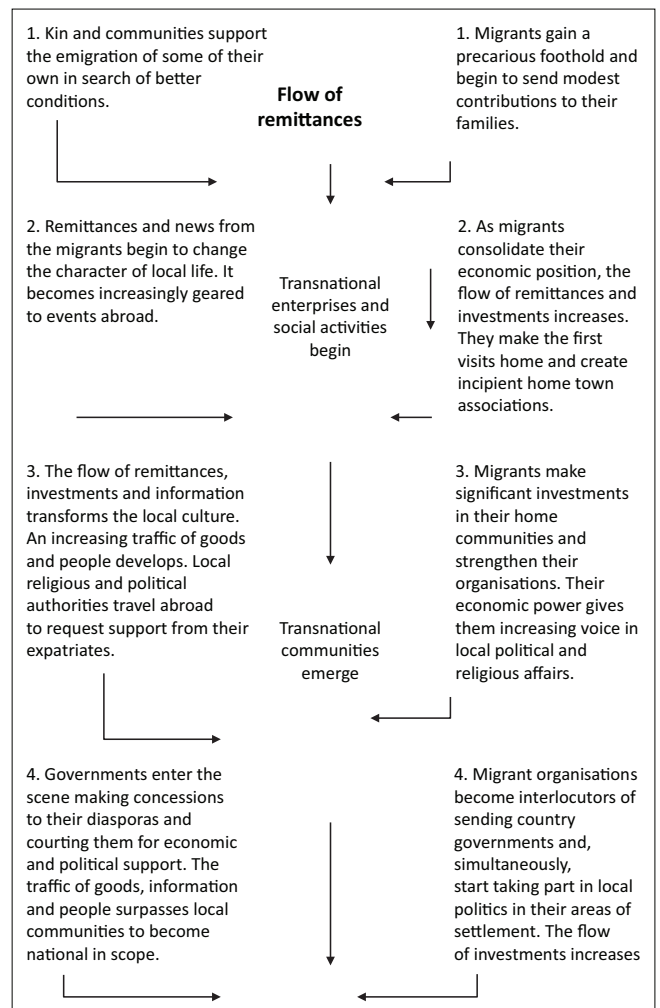 1. Kin and communities support
the emigration of some of their
own in search of better
conditions.
Flow of
remittances
1. Migrants gain a
precarious foothold and
begin to send modest
contributions to their
families.
2. Remittances and news from
the migrants begin to change
the character of local life. It
becomes increasingly geared
to events abroad.
Transnational
enterprises and
social activities
begin
2. As migrants
consolidate their
economic position, the
flow of remittances and
investments increases.
They make the first
visits home and create
incipient home town
associations.
3. The flow of remittances,
investments and information
transforms the local culture.
An increasing traffic of goods
and people develops. Local
religious and political
authorities travel abroad
to request support from their
expatriates.
Transnational
communities
emerge
3. Migrants make
significant investments
in their home
communities and
strengthen their
organisations. Their
economic power gives
them increasing voice in
local political and
religious affairs.
4. Governments enter the
scene making concessions
to their diasporas and
courting them for economic
and political support. The
traffic of goods, information
and people surpasses local
communities to become
national in scope.
4. Migrant organisations
become interlocutors of
sending country
governments and,
simultaneously,
start taking part in local
politics in their areas of
settlement. The flow
of investments increases